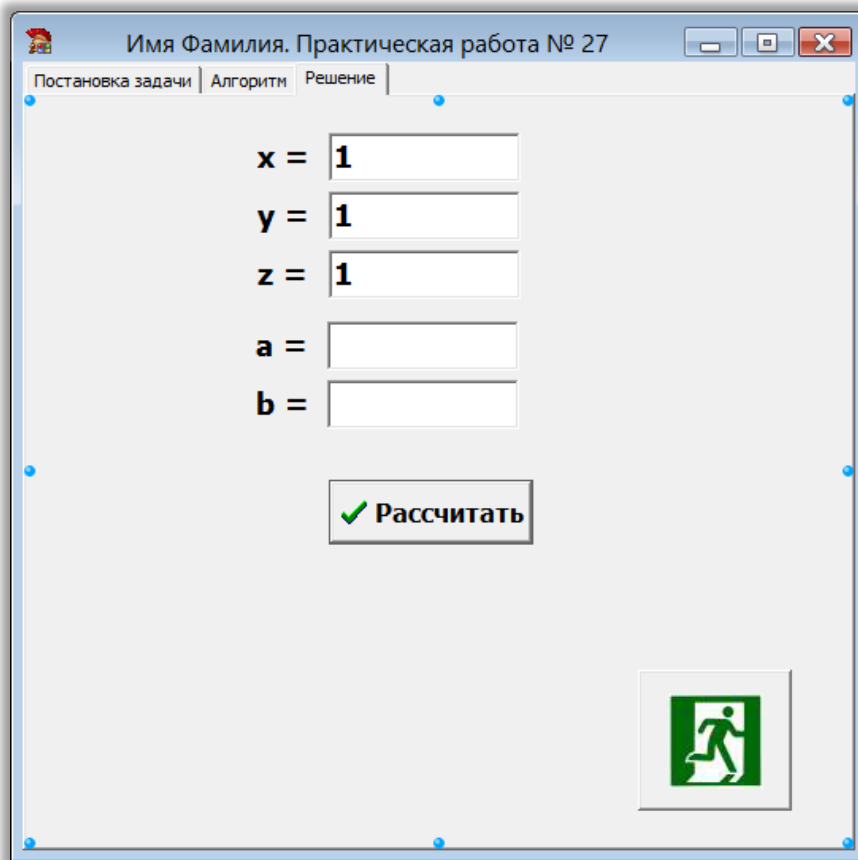 Имя Фамилия. Практическая работа № 27
Постановка задачи Алгоритм Решение
x = 1
y = 1
z = 1
a =
b =
Рассчитать